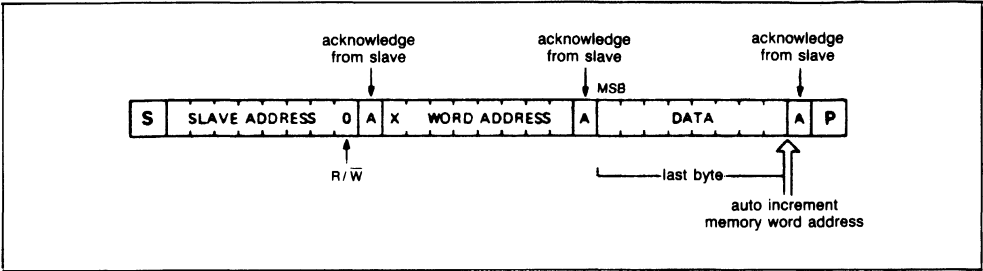 acknowledge
from slave
acknowledge
from slave
acknowledge
from slave
MSB
S SLAVE ADDRESS 0 A X WORD ADDRESS A DATA A P
R/W̅
last byte
auto increment
memory word address